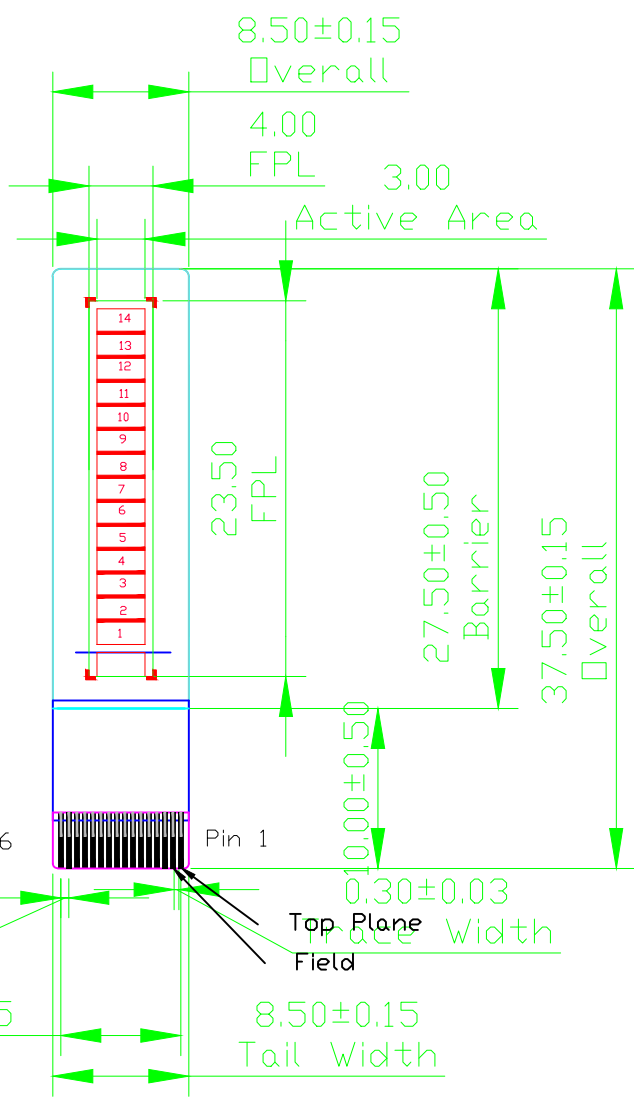 8.50±0.15
Overall
4.00
FPL
3.00
Active Area
14
13
12
11
10
9
8
7
6
5
4
3
2
1
23.50
FPL
27.50±0.50
Barrier
37.50±0.15
Overall
10.00±0.50
6
Pin 1
0.30±0.03
Trace Width
Top Plane
Field
5
8.50±0.15
Tail Width